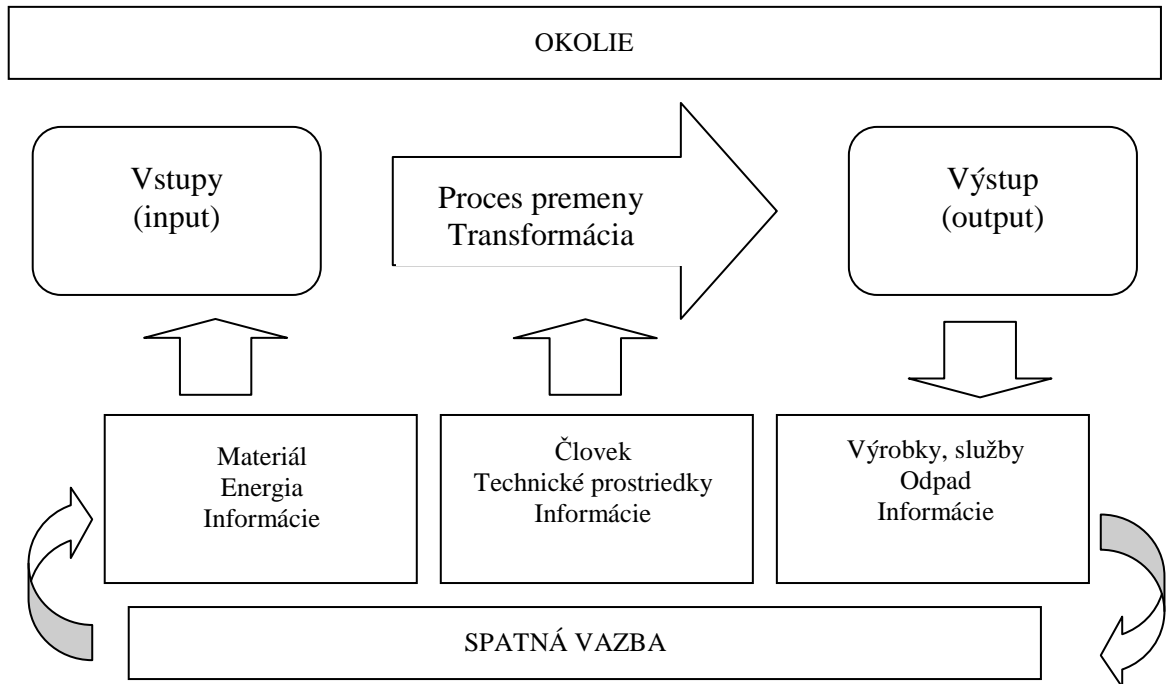 OKOLIE
Vstupy
(input)
Proces premeny
Transformácia
Výstup
(output)
Materiál
Energia
Informácie
Človek
Technické prostriedky
Informácie
Výrobky, služby
Odpad
Informácie
SPATNÁ VAZBA